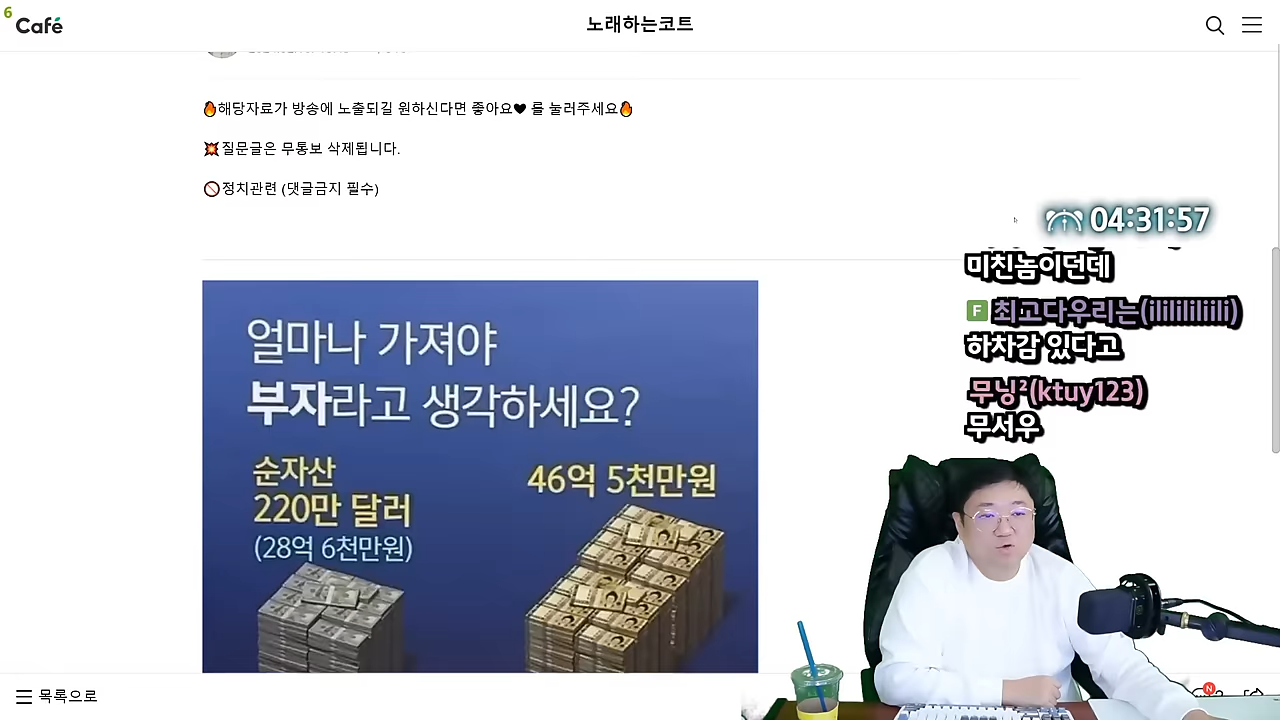 6
Café
노래하는코트
🔥해당자료가 방송에 노출되길 원하신다면 좋아요♥ 를 눌러주세요🔥
💥질문글은 무통보 삭제됩니다.
🚫정치관련 (댓글금지 필수)
04:31:57
미친놈이던데
F 최고다우리는(ililililiili)
하차감 있다고
무닝²(ktuy123)
무서우
얼마나 가져야
부자라고 생각하세요?
순자산
220만 달러
(28억 6천만원)
46억 5천만원
목록으로
N